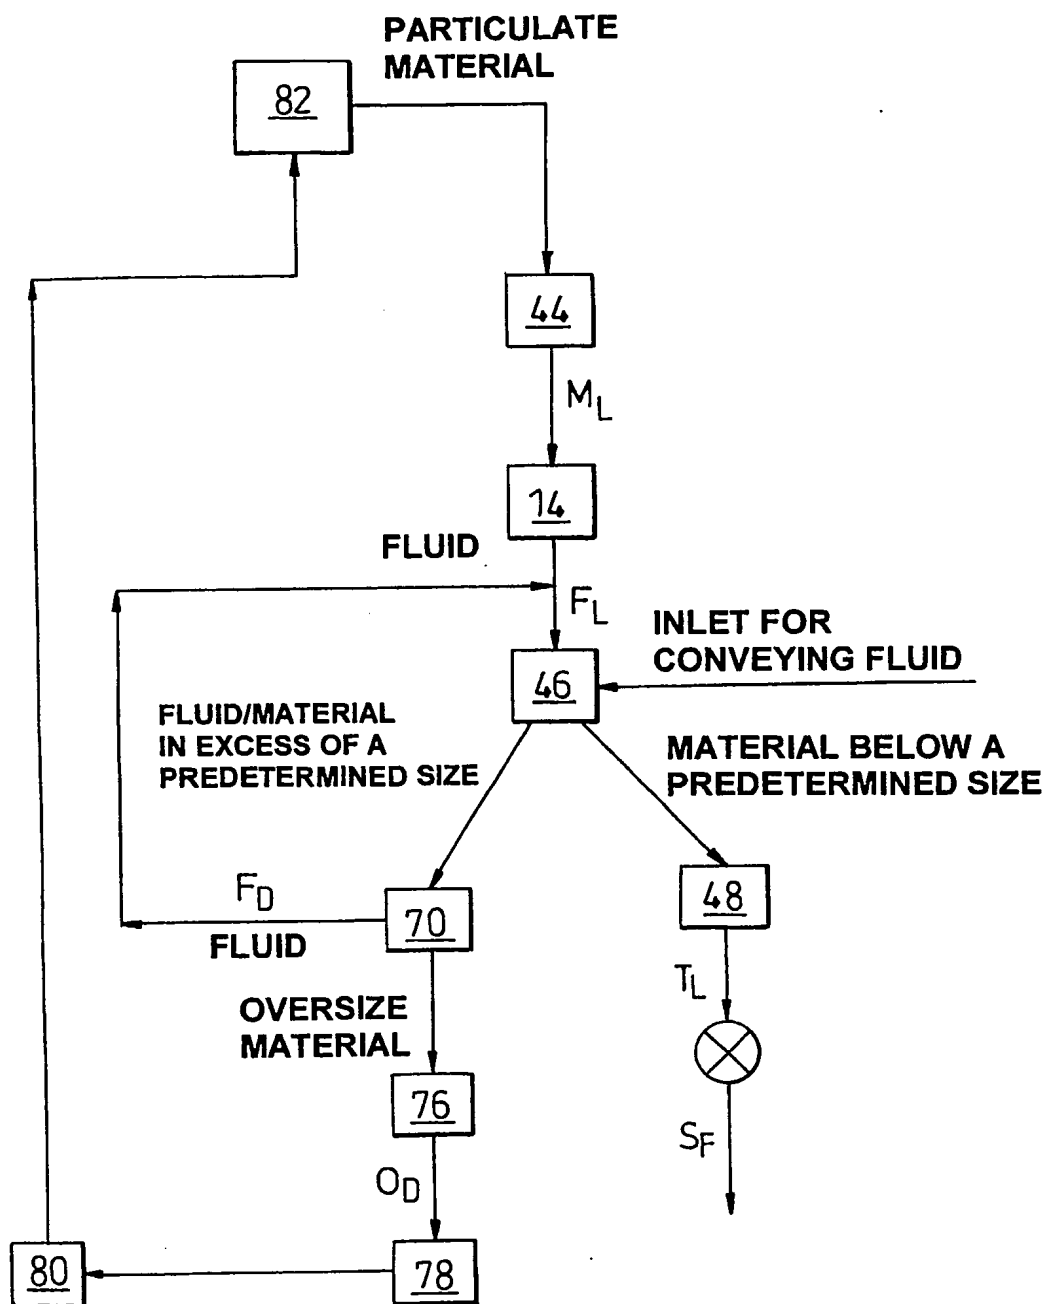 PARTICULATE
MATERIAL
82
44
M_L
14
FLUID
F_L
INLET FOR
CONVEYING FLUID
46
FLUID/MATERIAL
IN EXCESS OF A
PREDETERMINED SIZE
MATERIAL BELOW A
PREDETERMINED SIZE
F_D
70
48
FLUID
OVERSIZE
MATERIAL
T_L
76
S_F
O_D
80
78